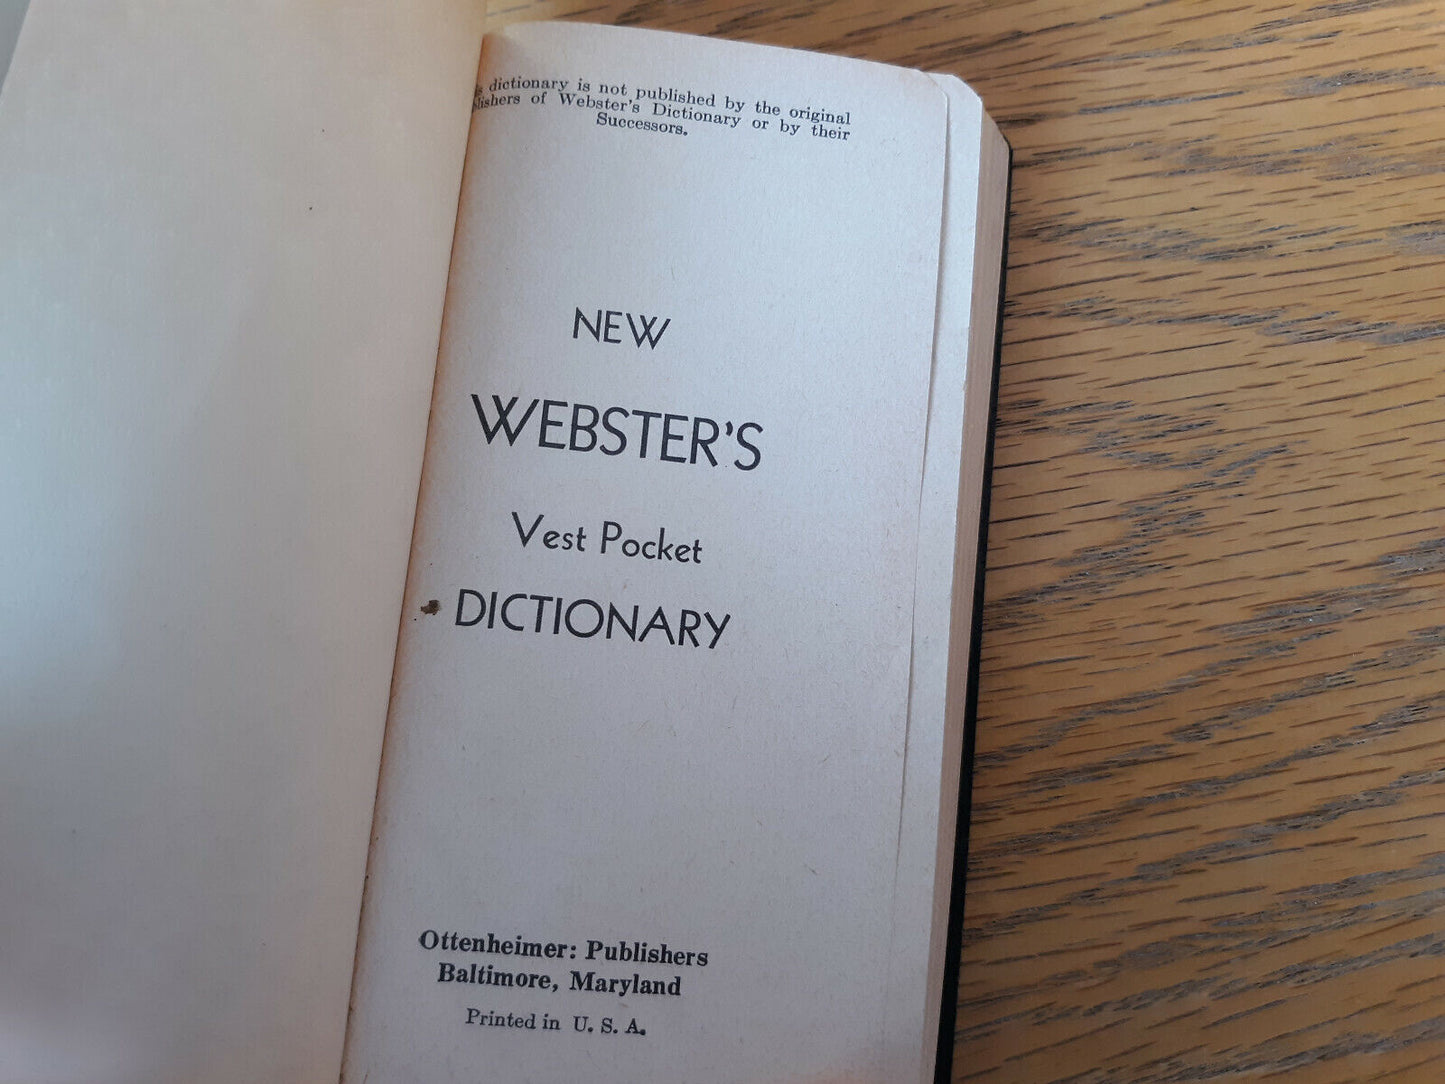 dictionary is not published by the original
of Webster's Dictionary or by their
Successors.
NEW
WEBSTER'S
Vest Pocket
DICTIONARY
Ottenheimer: Publishers
Baltimore, Maryland
Printed in U. S. A.